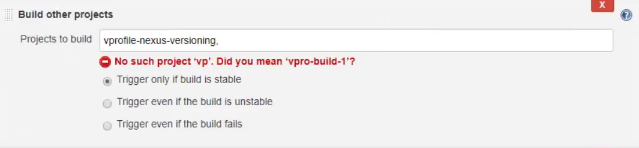 X
Build other projects
Projects to build
vprofile-nexus-versioning,
No such project ‘vp’. Did you mean ‘vpro-build-1’?
Trigger only if build is stable
Trigger even if the build is unstable
Trigger even if the build fails